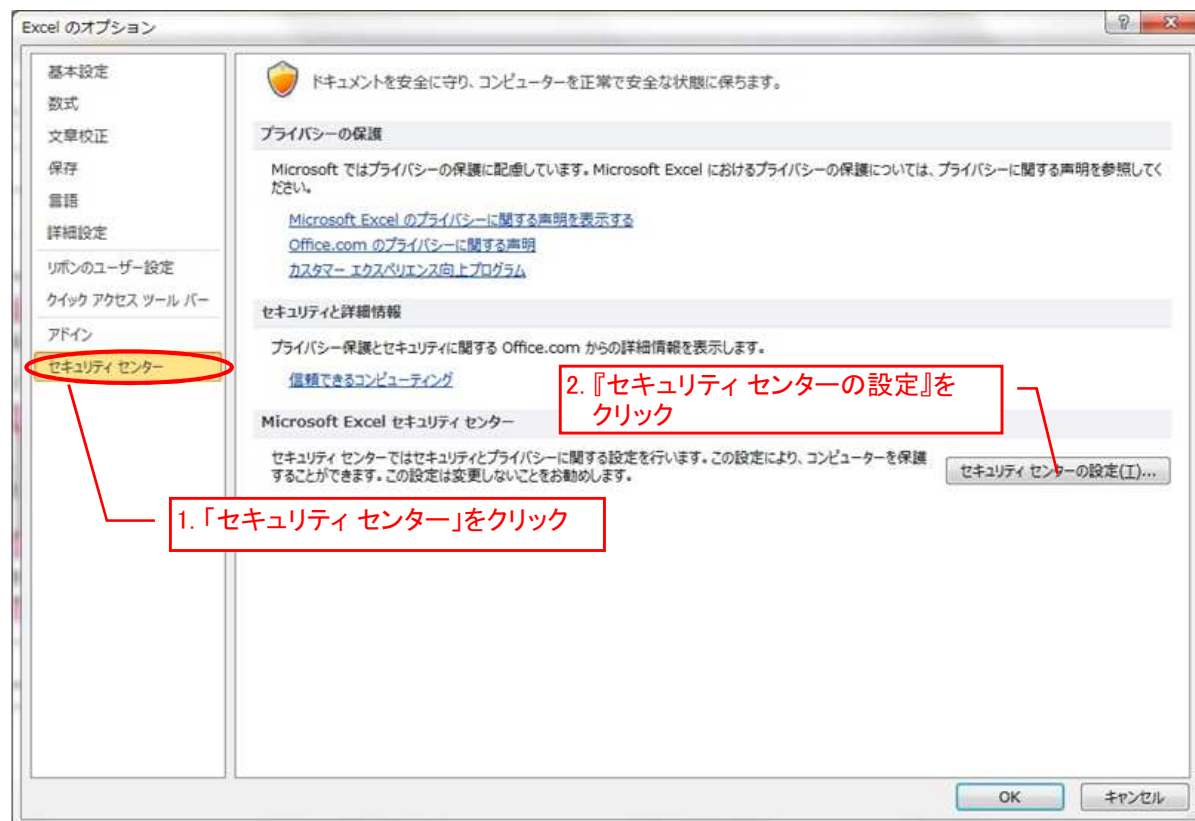 Excel のオプション
基本設定
数式
文章校正
保存
言語
詳細設定
リボンのユーザー設定
クイック アクセス ツール バー
アドイン
セキュリティ センター
ドキュメントを安全に守り、コンピューターを正常で安全な状態に保ちます。
プライバシーの保護
Microsoft ではプライバシーの保護に配慮しています。Microsoft Excel におけるプライバシーの保護については、プライバシーに関する声明を参照してく
ださい。
Microsoft Excel のプライバシーに関する声明を表示する
Office.com のプライバシーに関する声明
カスタマー エクスペリエンス向上プログラム
セキュリティと詳細情報
プライバシー保護とセキュリティに関する Office.com からの詳細情報を表示します。
信頼できるコンピューティング
2. 『セキュリティ センターの設定』を
クリック
Microsoft Excel セキュリティ センター
セキュリティ センターではセキュリティとプライバシーに関する設定を行います。この設定により、コンピューターを保護
することができます。この設定は変更しないことをお勧めします。
セキュリティ センターの設定(T)...
1. 「セキュリティ センター」をクリック
OK
キャンセル